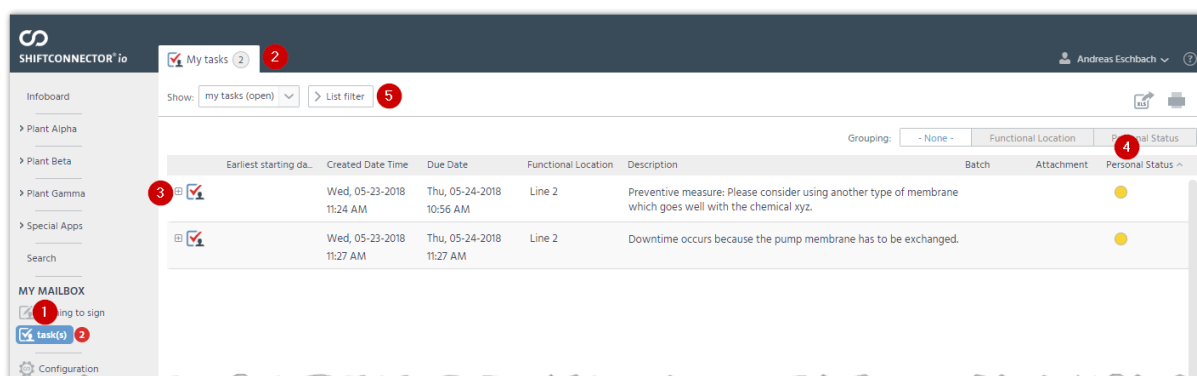 SHIFTCONNECTOR® io
My tasks 2
2
Andreas Eschbach
?
Infoboard
Show: my tasks (open) List filter
5
XLS
Plant Alpha
Grouping: - None - Functional Location Personal Status
4
Plant Beta
Earliest starting da... Created Date Time Due Date Functional Location Description Batch Attachment Personal Status
Plant Gamma
3
Wed, 05-23-2018 Thu, 05-24-2018 Line 2 Preventive measure: Please consider using another type of membrane
11:24 AM 10:56 AM which goes well with the chemical xyz.
Special Apps
Wed, 05-23-2018 Thu, 05-24-2018 Line 2 Downtime occurs because the pump membrane has to be exchanged.
11:27 AM 11:27 AM
Search
MY MAILBOX
1
to sign
task(s) 2
Configuration